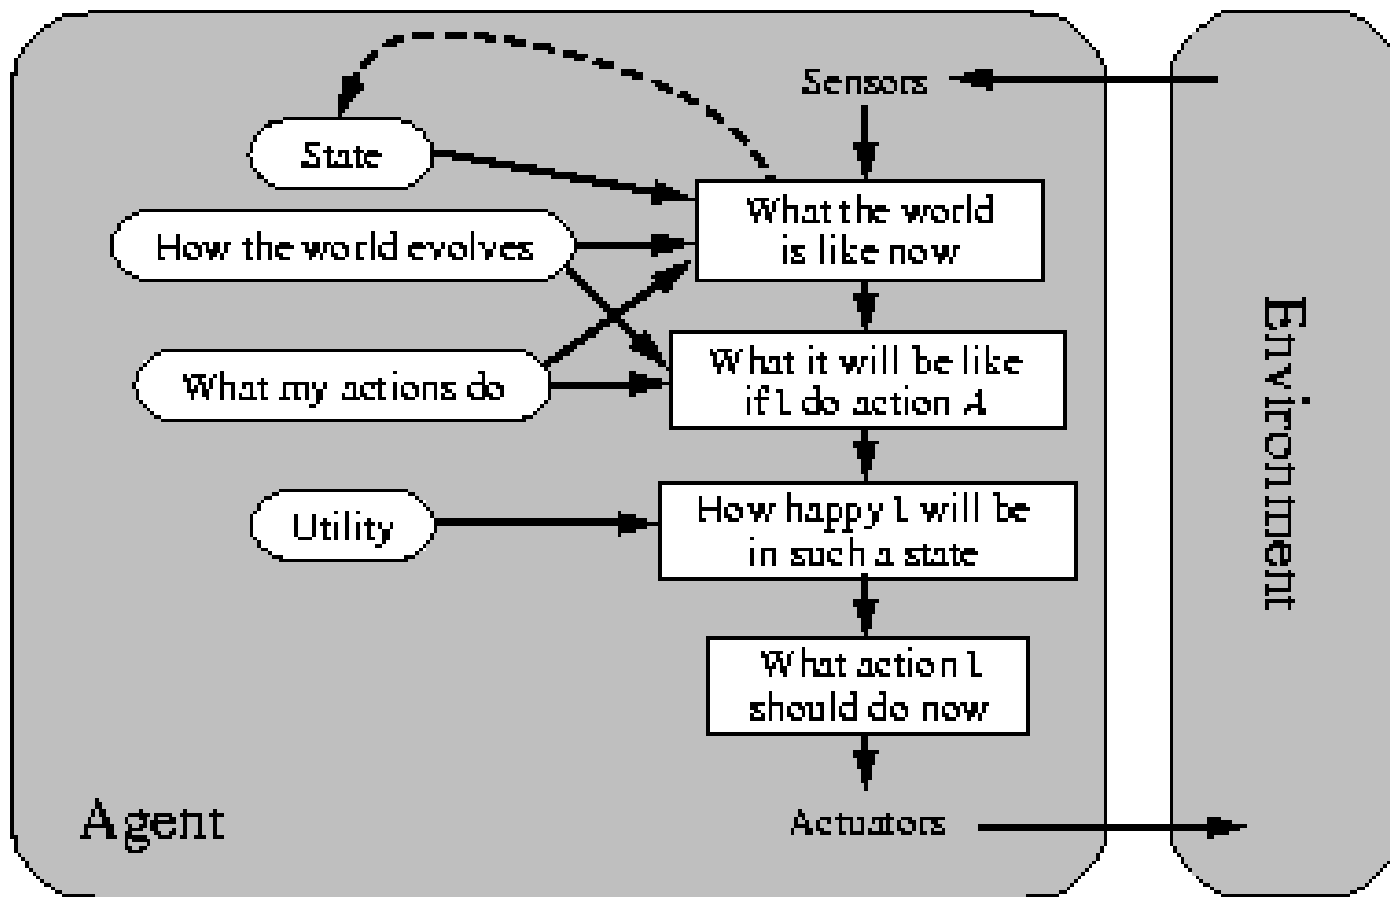 Sensors
State
What the world
is like now
How the world evolves
What it will be like
if I do action A
What my actions do
How happy I will be
in such a state
Utility
What action I
should do now
Environment
Agent
Actuators